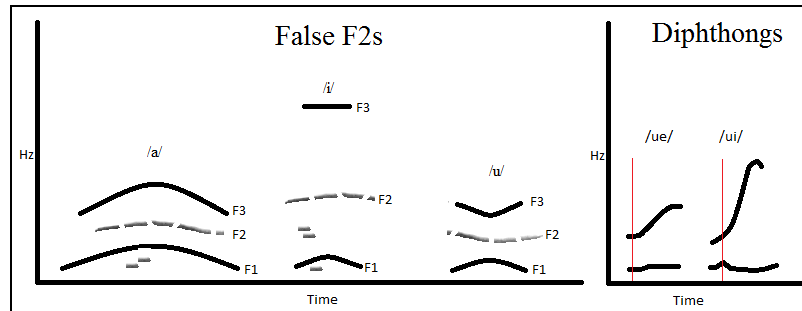 False F2s
Diphthongs
/i/
F3
/a/
/u/
Hz
F3
F2
F1
F2
F1
F3
F2
F1
Time
/ue/
/ui/
Hz
Time